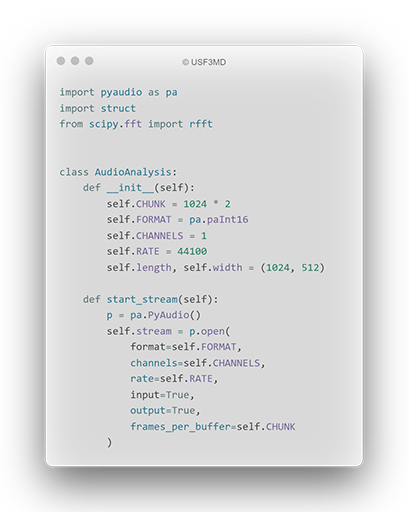 © USF3MD
import pyaudio as pa
import struct
from scipy.fft import rfft
class AudioAnalysis:
    def __init__(self):
        self.CHUNK = 1024 * 2
        self.FORMAT = pa.paInt16
        self.CHANNELS = 1
        self.RATE = 44100
        self.length, self.width = (1024, 512)
    def start_stream(self):
        p = pa.PyAudio()
        self.stream = p.open(
            format=self.FORMAT,
            channels=self.CHANNELS,
            rate=self.RATE,
            input=True,
            output=True,
            frames_per_buffer=self.CHUNK
        )